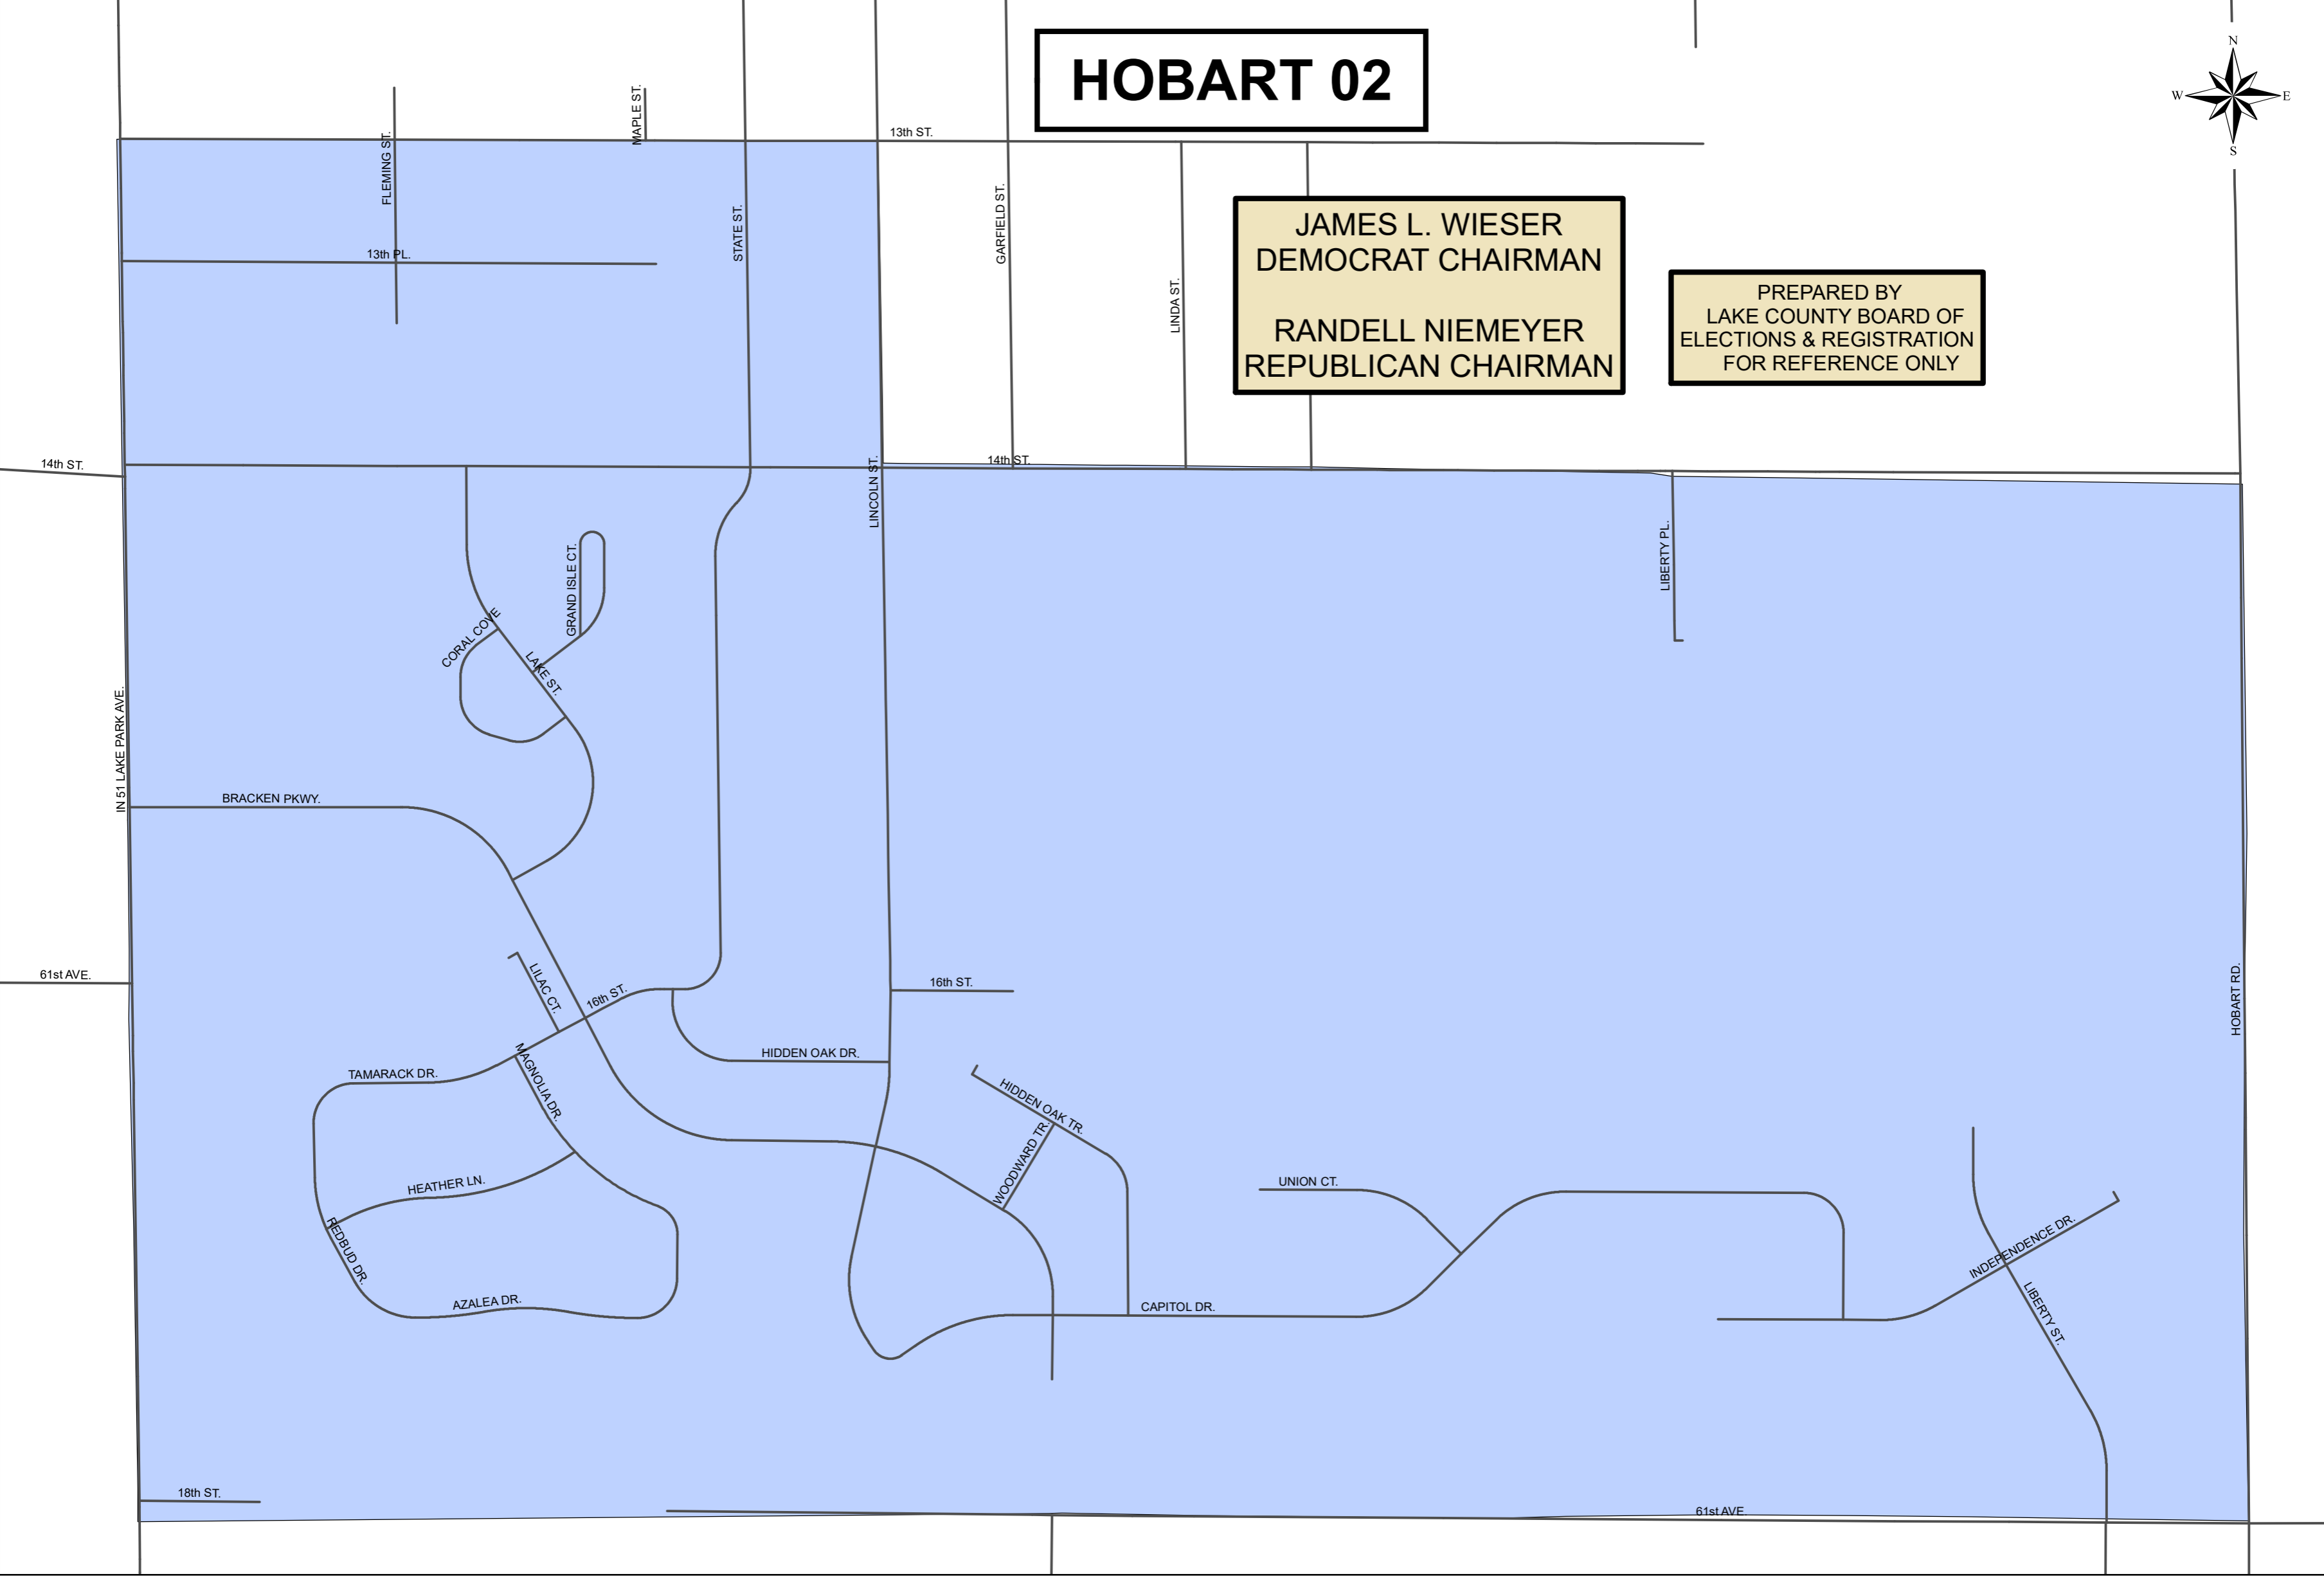 HOBART 02
N
W
E
S
MAPLE ST.
13th ST.
FLEMING ST.
STATE ST.
GARFIELD ST.
JAMES L. WIESER
DEMOCRAT CHAIRMAN
RANDELL NIEMEYER
REPUBLICAN CHAIRMAN
PREPARED BY
LAKE COUNTY BOARD OF
ELECTIONS & REGISTRATION
FOR REFERENCE ONLY
13th PL.
LINDA ST.
14th ST.
14th ST.
LINCOLN ST.
LIBERTY PL.
GRAND ISLE CT.
CORAL COVE
LAKE ST.
IN 51 LAKE PARK AVE.
BRACKEN PKWY.
61st AVE.
LILAC CT.
16th ST.
16th ST.
HOBART RD.
HIDDEN OAK DR.
TAMARACK DR.
MAGNOLIA DR.
HIDDEN OAK TR.
WOODWARD TR.
HEATHER LN.
UNION CT.
REDBUD DR.
INDEPENDENCE DR.
AZALEA DR.
CAPITOL DR.
LIBERTY ST.
18th ST.
61st AVE.